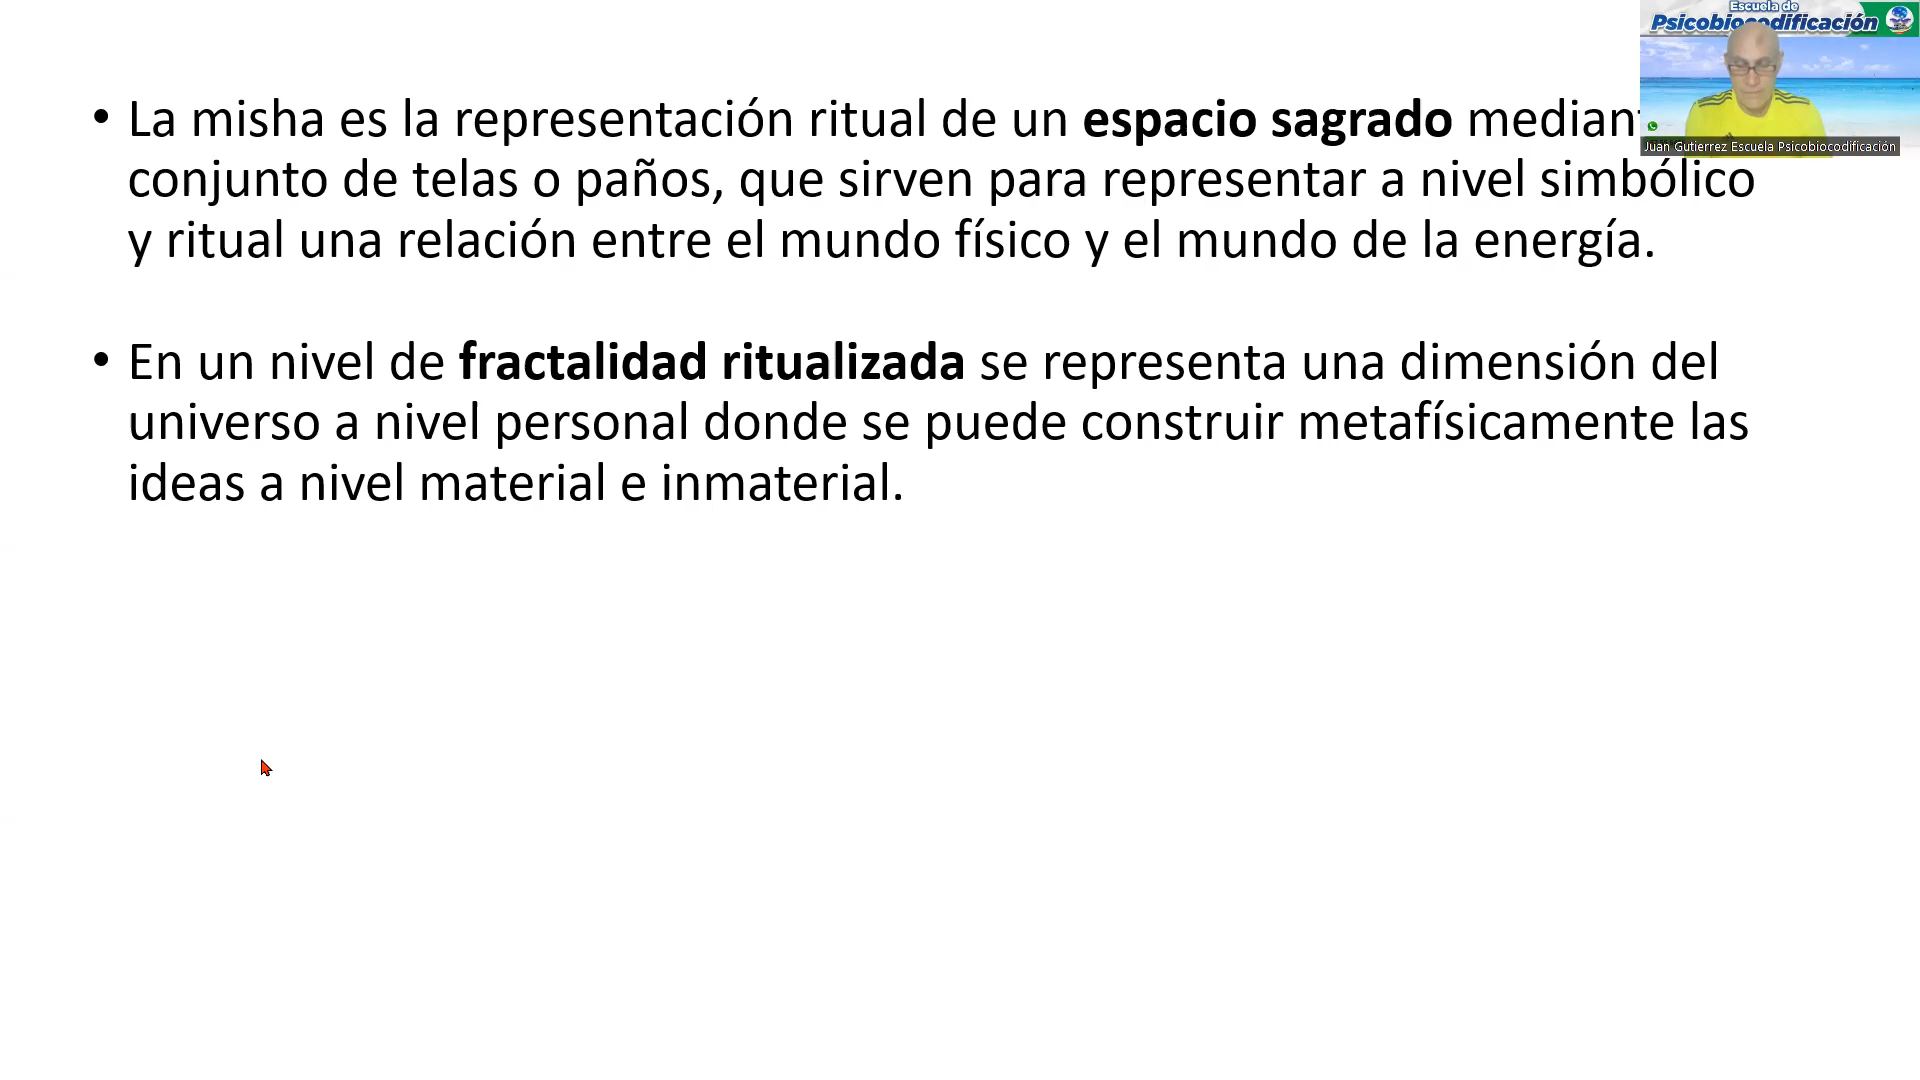 Escuela de
Psicobiocodificación
• La misha es la representación ritual de un espacio sagrado
Juan Gutierrez Escuela Psicobiocodificación
conjunto de telas o paños, que sirven para representar a nivel simbólico
y ritual una relación entre el mundo físico y el mundo de la energía.
• En un nivel de fractalidad ritualizada se representa una dimensión del
universo a nivel personal donde se puede construir metafísicamente las
ideas a nivel material e inmaterial.